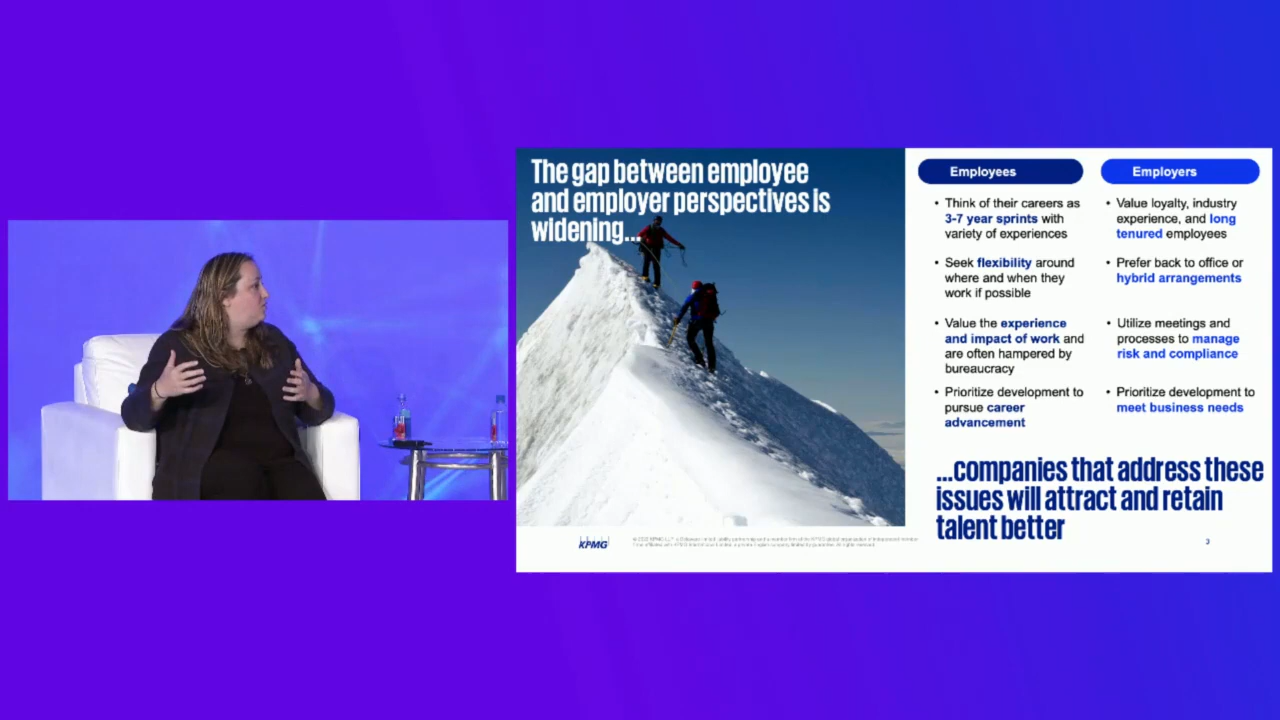 The gap between employee
and employer perspectives is
widening...
Employees
• Think of their careers as
3-7 year sprints with
variety of experiences
• Seek flexibility around
where and when they
work if possible
• Value the experience
and impact of work and
are often hampered by
bureaucracy
• Prioritize development to
pursue career
advancement
Employers
• Value loyalty, industry
experience, and long
tenured employees
• Prefer back to office or
hybrid arrangements
• Utilize meetings and
processes to manage
risk and compliance
• Prioritize development to
meet business needs
...companies that address these
issues will attract and retain
talent better
KPMG
3